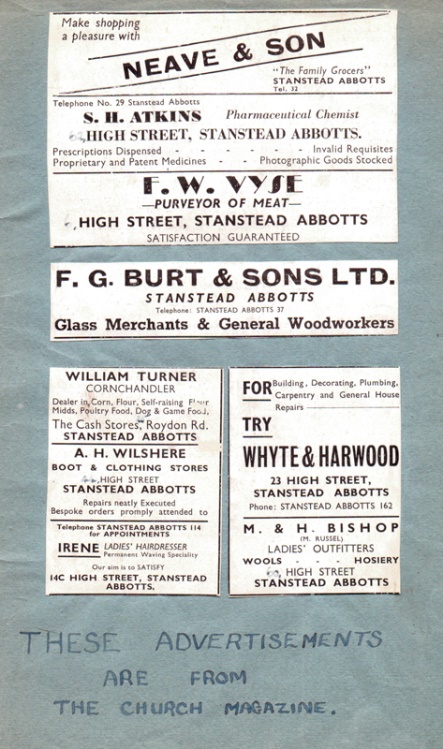 Make shopping
a pleasure with
NEAVE & SON
"The Family Grocers"
STANSTEAD ABBOTTS
Tel. 32
Telephone No. 29 Stanstead Abbotts
S. H. ATKINS Pharmaceutical Chemist
HIGH STREET, STANSTEAD ABBOTTS.
Prescriptions Dispensed - - - - - - Invalid Requisites
Proprietary and Patent Medicines - - Photographic Goods Stocked
F. W. VYSE
—PURVEYOR OF MEAT—
HIGH STREET, STANSTEAD ABBOTTS
SATISFACTION GUARANTEED
F. G. BURT & SONS LTD.
STANSTEAD ABBOTTS
Telephone: STANSTEAD ABBOTTS 37
Glass Merchants & General Woodworkers
WILLIAM TURNER
CORNCHANDLER
Dealer in Corn, Flour, Self-raising Flour
Midds, Poultry Food, Dog & Game Food,
The Cash Stores, Roydon Rd.
STANSTEAD ABBOTTS
A. H. WILSHERE
BOOT & CLOTHING STORES
HIGH STREET
STANSTEAD ABBOTTS
Repairs neatly Executed
Bespoke orders promptly attended to
Telephone STANSTEAD ABBOTTS 114
for APPOINTMENTS
IRENE LADIES' HAIRDRESSER
Permanent Waving Speciality
Our aim is to SATISFY
14C HIGH STREET, STANSTEAD
ABBOTTS.
FOR Building, Decorating, Plumbing,
Carpentry and General House
Repairs
TRY
WHYTE & HARWOOD
23 HIGH STREET,
STANSTEAD ABBOTTS
Phone: STANSTEAD ABBOTTS 162
M. & H. BISHOP
(M. RUSSEL)
LADIES' OUTFITTERS
WOOLS - - - HOSIERY
HIGH STREET
STANSTEAD ABBOTTS
THESE ADVERTISEMENTS
ARE FROM
THE CHURCH MAGAZINE.